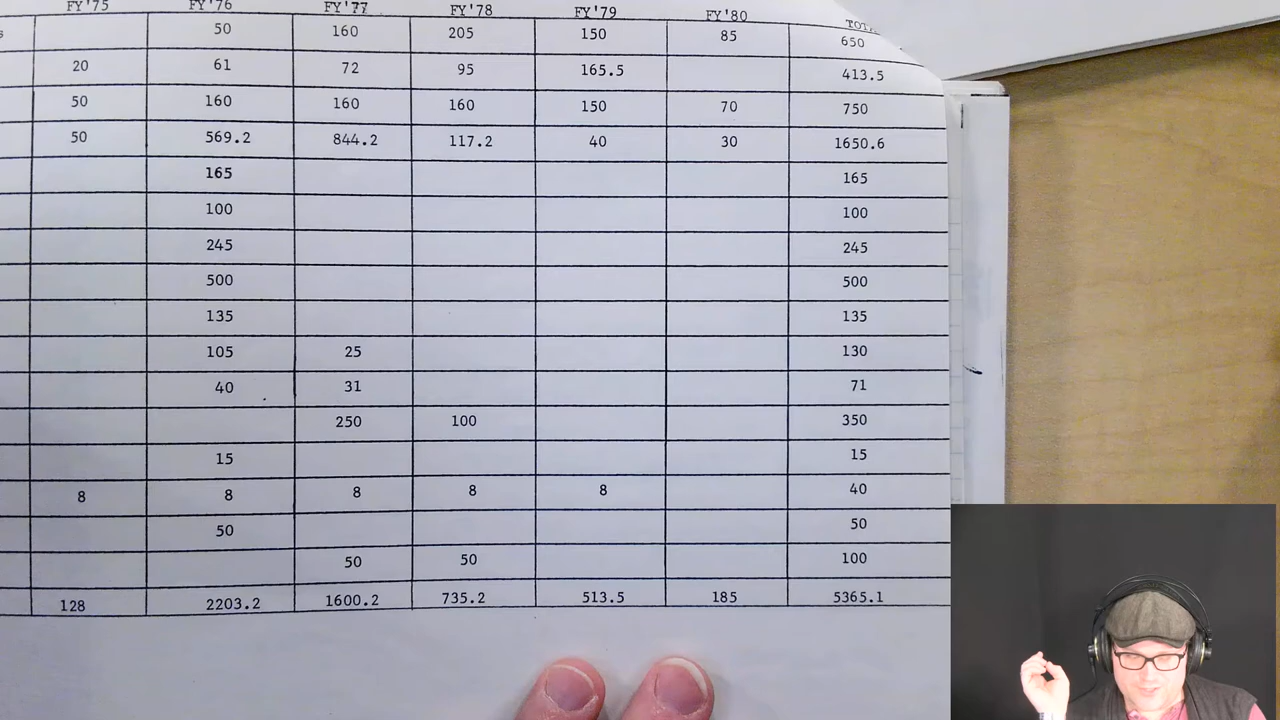 FY'75 FY'76 FY'77 FY'78 FY'79 FY'80
s 50 160 205 150 85 650
20 61 72 95 165.5 413.5
50 160 160 160 150 70 750
50 569.2 844.2 117.2 40 30 1650.6
165 165
100 100
245 245
500 500
135 135
105 25 130
40 31 71
250 100 350
15 15
8 8 8 8 8 40
50 50
50 50 100
128 2203.2 1600.2 735.2 513.5 185 5365.1